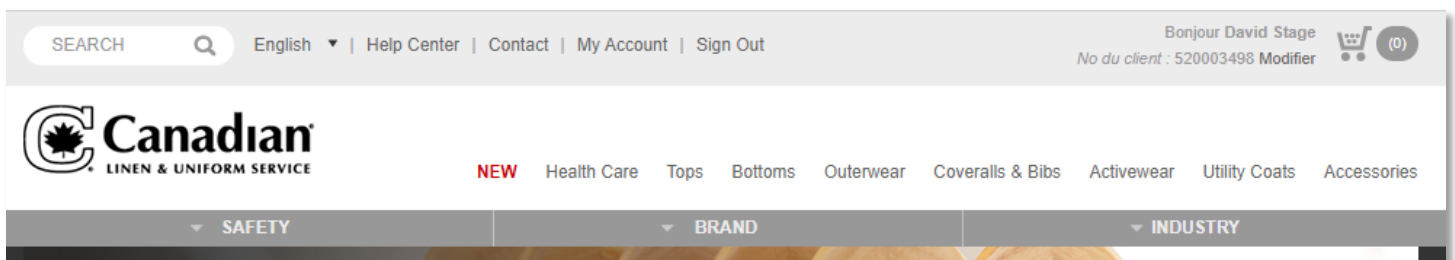 SEARCH English ▼ | Help Center | Contact | My Account | Sign Out
Bonjour David Stage
No du client : 520003498 Modifier
(0)
Canadian
LINEN & UNIFORM SERVICE
NEW Health Care Tops Bottoms Outerwear Coveralls & Bibs Activewear Utility Coats Accessories
SAFETY BRAND INDUSTRY